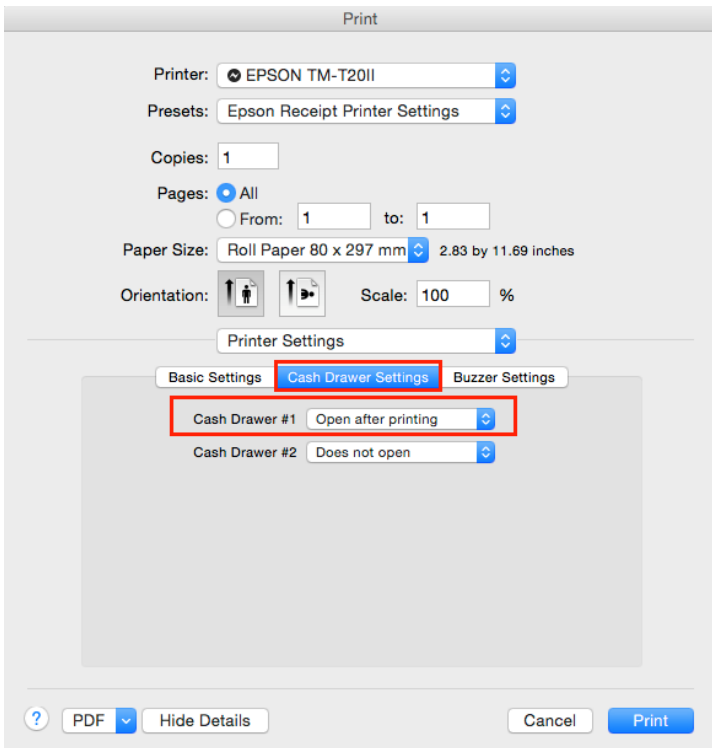 Print
Printer: EPSON TM-T20II
Presets: Epson Receipt Printer Settings
Copies: 1
Pages: All
From: 1 to: 1
Paper Size: Roll Paper 80 x 297 mm 2.83 by 11.69 inches
Orientation: Scale: 100 %
Printer Settings
Basic Settings Cash Drawer Settings Buzzer Settings
Cash Drawer #1 Open after printing
Cash Drawer #2 Does not open
? PDF Hide Details Cancel Print